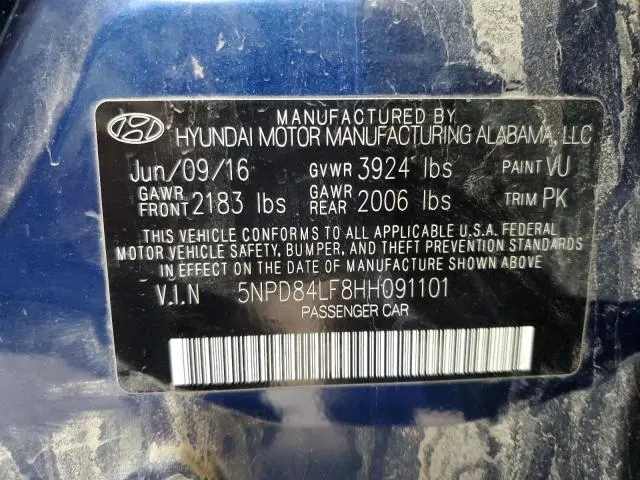 MANUFACTURED BY
HYUNDAI MOTOR MANUFACTURING ALABAMA, LLC
Jun/09/16 GVWR 3924 lbs PAINT VU
GAWR FRONT 2183 lbs GAWR REAR 2006 lbs TRIM PK
THIS VEHICLE CONFORMS TO ALL APPLICABLE U.S.A. FEDERAL
MOTOR VEHICLE SAFETY, BUMPER, AND THEFT PREVENTION STANDARDS
IN EFFECT ON THE DATE OF MANUFACTURE SHOWN ABOVE.
V.I.N 5NPD84LF8HH091101
PASSENGER CAR